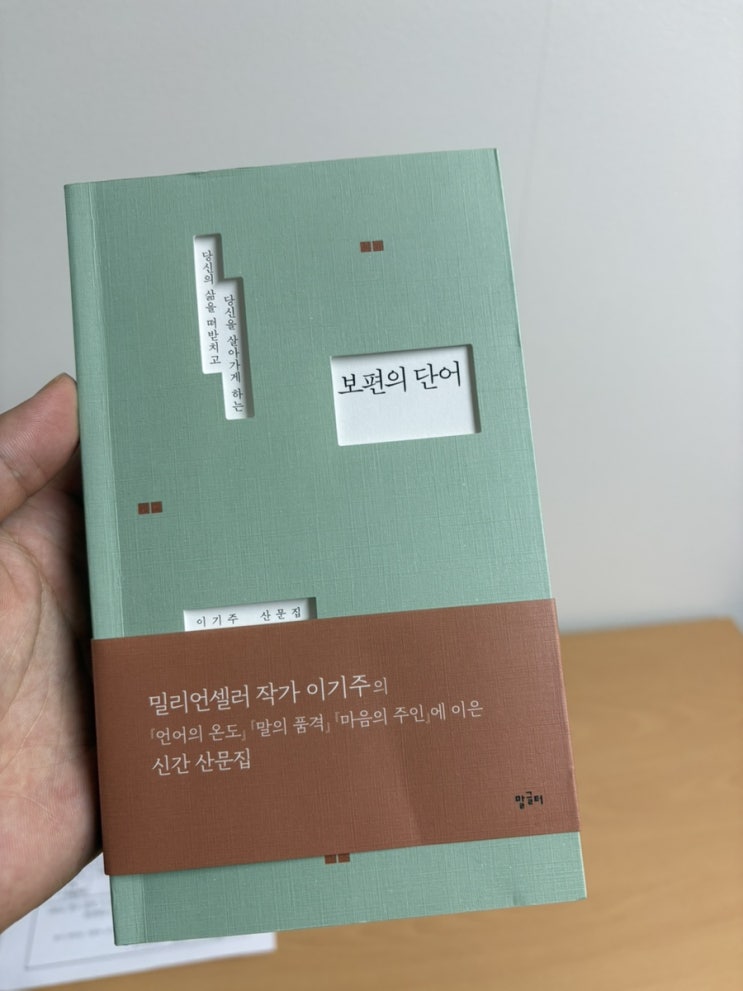 당신의 삶을 떠받치고
당신을 살아가게 하는
보편의 단어
이기주 산문집
밀리언셀러 작가 이기주의
『언어의 온도』『말의 품격』『마음의 주인』에 이은
신간 산문집
말글터